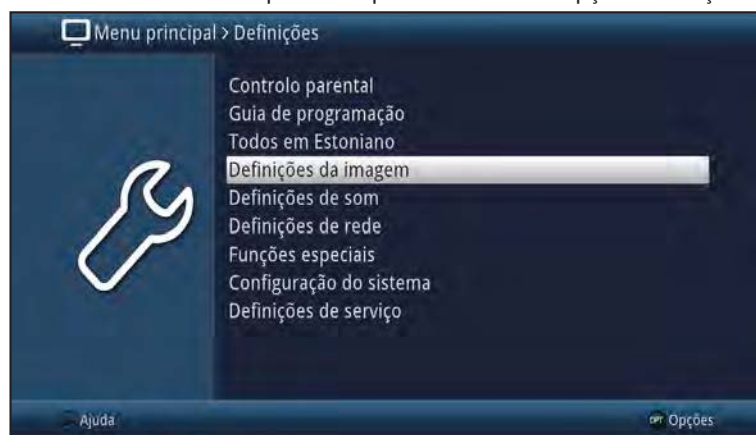 Menu principal > Definições
Controlo parental
Guia de programação
Todos em Estoniano
Definições da imagem
Definições de som
Definições de rede
Funções especiais
Configuração do sistema
Definições de serviço
Ajuda
OPT Opções